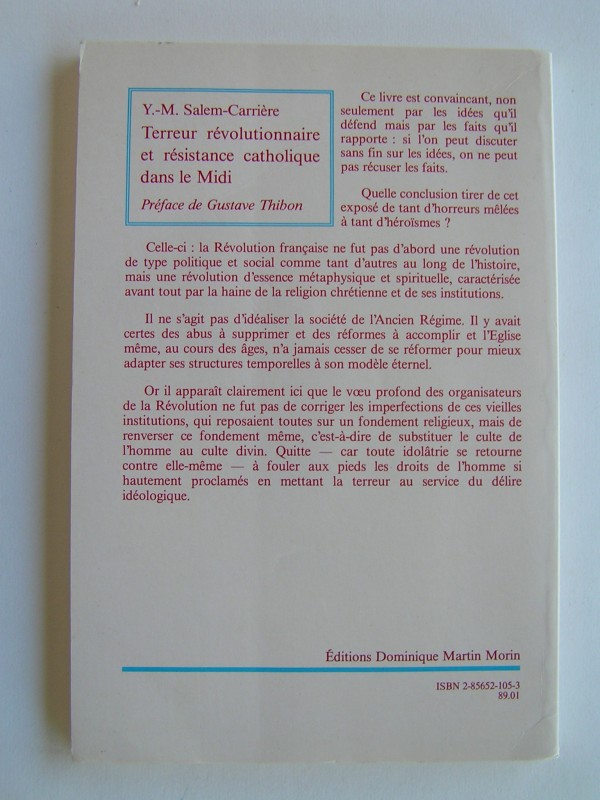 Y.-M. Salem-Carrière
Terreur révolutionnaire
et résistance catholique
dans le Midi
Préface de Gustave Thibon
Ce livre est convaincant, non
seulement par les idées qu'il
défend mais par les faits qu'il
rapporte : si l'on peut discuter
sans fin sur les idées, on ne peut
pas récuser les faits.
Quelle conclusion tirer de cet
exposé de tant d'horreurs mêlées
à tant d'héroïsmes ?
Celle-ci : la Révolution française ne fut pas d'abord une révolution
de type politique et social comme tant d'autres au long de l'histoire,
mais une révolution d'essence métaphysique et spirituelle, caractérisée
avant tout par la haine de la religion chrétienne et de ses institutions.
Il ne s'agit pas d'idéaliser la société de l'Ancien Régime. Il y avait
certes des abus à supprimer et des réformes à accomplir et l'Eglise
même, au cours des âges, n'a jamais cesser de se réformer pour mieux
adapter ses structures temporelles à son modèle éternel.
Or il apparaît clairement ici que le vœu profond des organisateurs
de la Révolution ne fut pas de corriger les imperfections de ces vieilles
institutions, qui reposaient toutes sur un fondement religieux, mais de
renverser ce fondement même, c'est-à-dire de substituer le culte de
l'homme au culte divin. Quitte — car toute idolâtrie se retourne
contre elle-même — à fouler aux pieds les droits de l'homme si
hautement proclamés en mettant la terreur au service du délire
idéologique.
Éditions Dominique Martin Morin
ISBN 2-85652-105-3
89.01